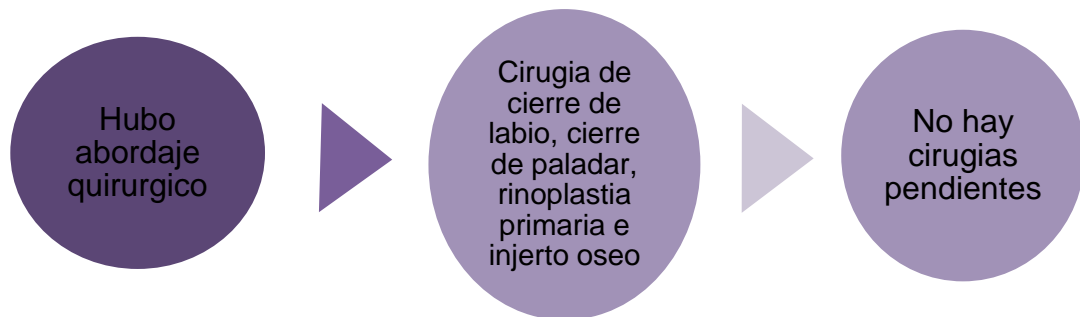 Hubo
abordaje
quirurgico
Cirugia de
cierre de
labio, cierre
de paladar,
rinoplastia
primaria e
injerto oseo
No hay
cirugias
pendientes